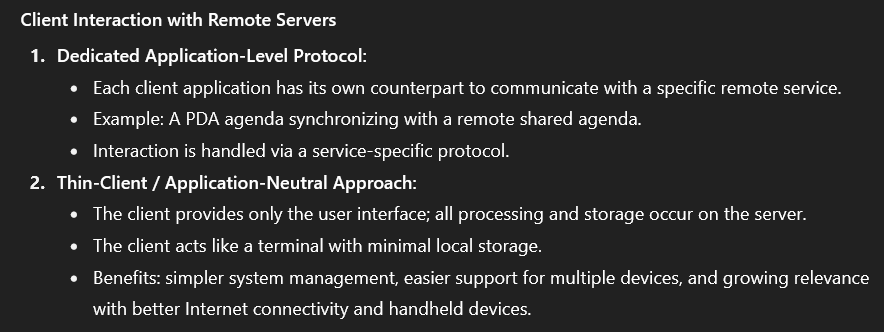 Client Interaction with Remote Servers
1. Dedicated Application-Level Protocol:
• Each client application has its own counterpart to communicate with a specific remote service.
• Example: A PDA agenda synchronizing with a remote shared agenda.
• Interaction is handled via a service-specific protocol.
2. Thin-Client / Application-Neutral Approach:
• The client provides only the user interface; all processing and storage occur on the server.
• The client acts like a terminal with minimal local storage.
• Benefits: simpler system management, easier support for multiple devices, and growing relevance
with better Internet connectivity and handheld devices.